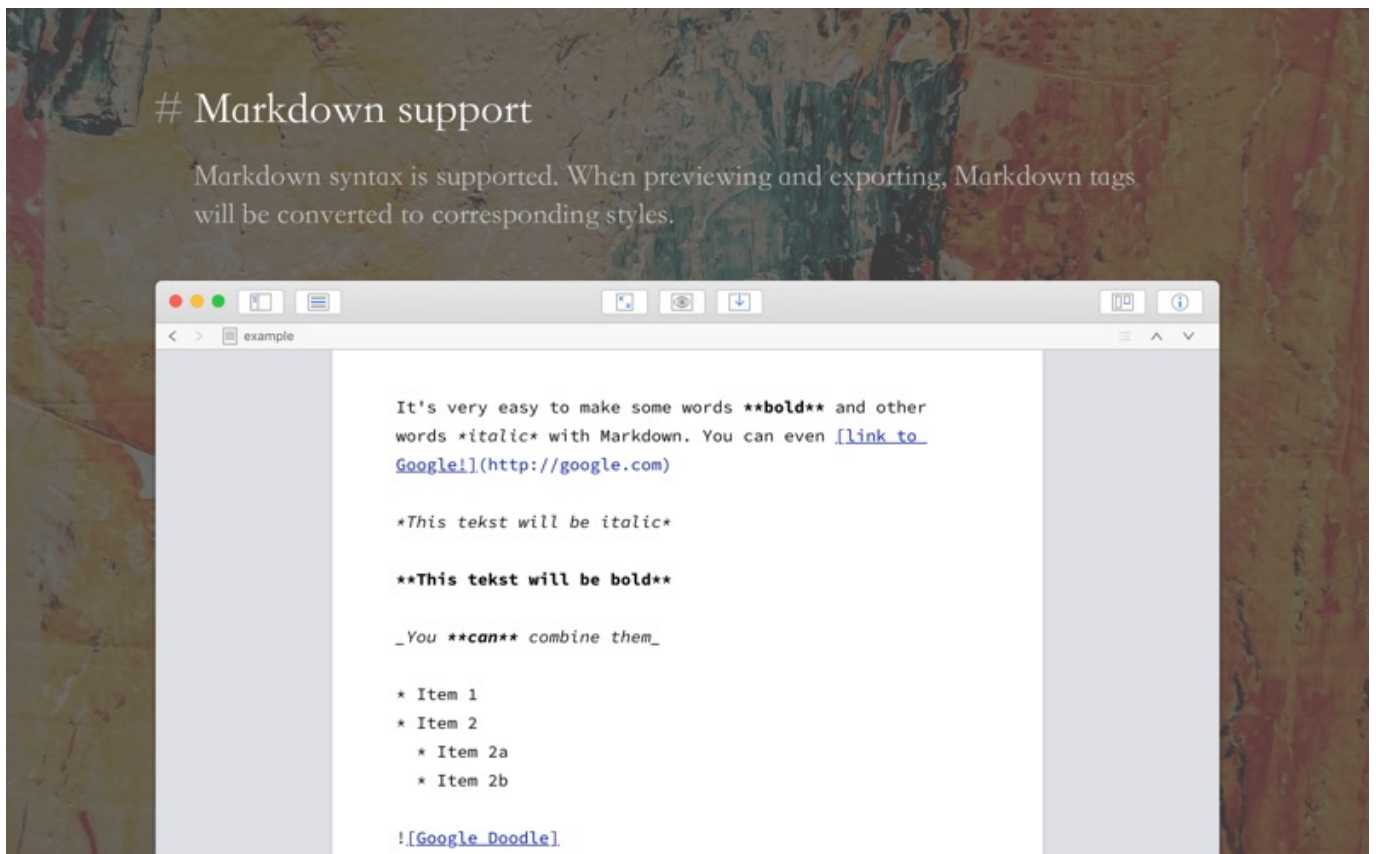 # Markdown support
Markdown syntax is supported. When previewing and exporting, Markdown tags
will be converted to corresponding styles.
example
It's very easy to make some words **bold** and other
words *italic* with Markdown. You can even [link to
Google!](http://google.com)
*This tekst will be italic*
**This tekst will be bold**
_You **can** combine them_
* Item 1
* Item 2
* Item 2a
* Item 2b
![Google Doodle]